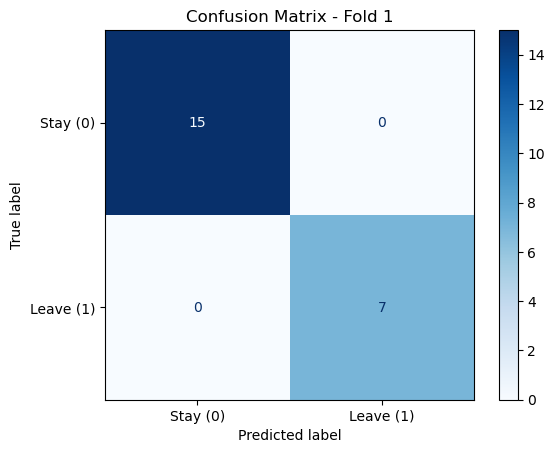 Confusion Matrix - Fold 1
Stay (0)
15
0
Leave (1)
0
7
Stay (0)
Leave (1)
Predicted label
True label
14
12
10
8
6
4
2
0